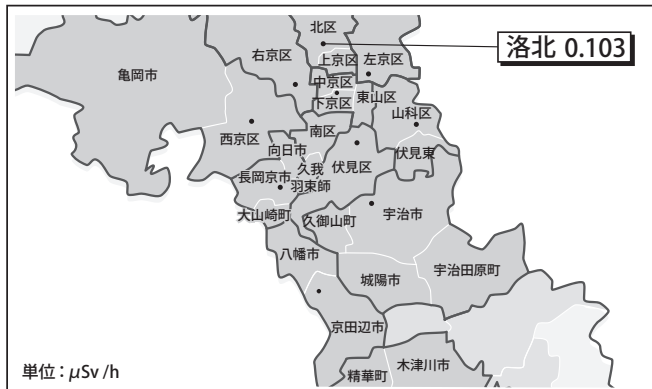 北区
洛北 0.103
右京区
上京区
左京区
亀岡市
中京区
下京区
東山区
山科区
西京区
南区
向日市
伏見区
伏見東
久我
羽束師
長岡京市
大山崎町
久御山町
宇治市
八幡市
城陽市
宇治田原町
京田辺市
木津川市
精華町
単位：μSv /h